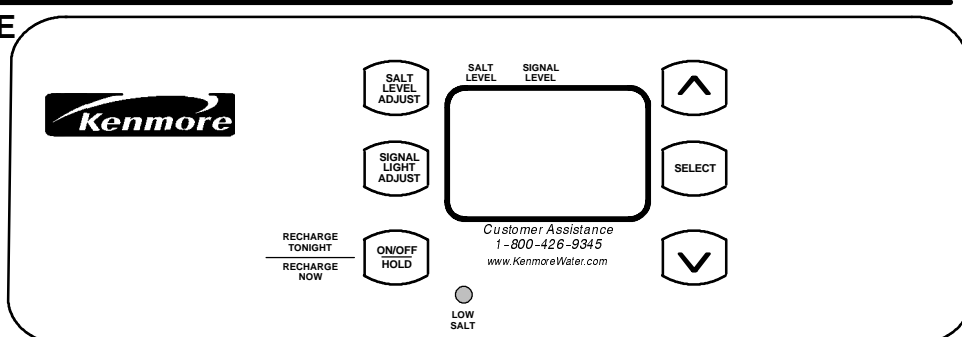 E
SALT
LEVEL
ADJUST
SALT
LEVEL
SIGNAL
LEVEL
Kenmore
SIGNAL
LIGHT
ADJUST
SELECT
RECHARGE
TONIGHT
RECHARGE
NOW
ON/OFF
HOLD
Customer Assistance
1-800-426-9345
www.KenmoreWater.com
LOW
SALT